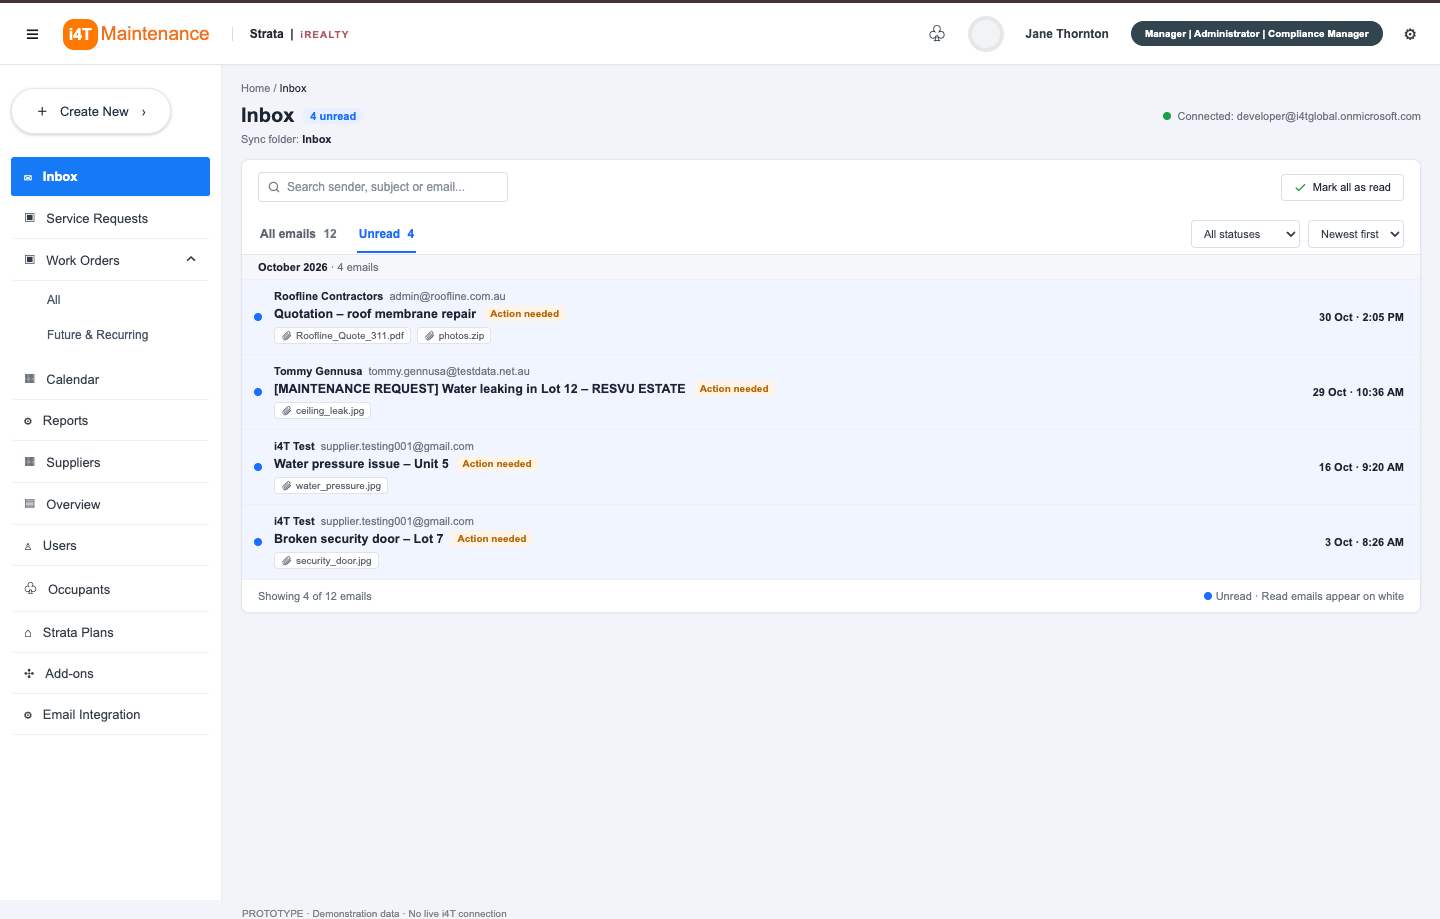 i4T Maintenance
Strata | iREALTY
Jane Thornton
Manager | Administrator | Compliance Manager
+ Create New ›
Inbox
Service Requests
Work Orders
All
Future & Recurring
Calendar
Reports
Suppliers
Overview
Users
Occupants
Strata Plans
Add-ons
Email Integration
Home / Inbox
Inbox 4 unread
Connected: developer@i4tglobal.onmicrosoft.com
Sync folder: Inbox
Search sender, subject or email...
Mark all as read
All emails 12 Unread 4
All statuses Newest first
October 2026 · 4 emails
Roofline Contractors admin@roofline.com.au
Quotation – roof membrane repair Action needed
30 Oct · 2:05 PM
Roofline_Quote_311.pdf photos.zip
Tommy Gennusa tommy.gennusa@testdata.net.au
[MAINTENANCE REQUEST] Water leaking in Lot 12 – RESVU ESTATE Action needed
29 Oct · 10:36 AM
ceiling_leak.jpg
i4T Test supplier.testing001@gmail.com
Water pressure issue – Unit 5 Action needed
16 Oct · 9:20 AM
water_pressure.jpg
i4T Test supplier.testing001@gmail.com
Broken security door – Lot 7 Action needed
3 Oct · 8:26 AM
security_door.jpg
Showing 4 of 12 emails
Unread · Read emails appear on white
PROTOTYPE · Demonstration data · No live i4T connection